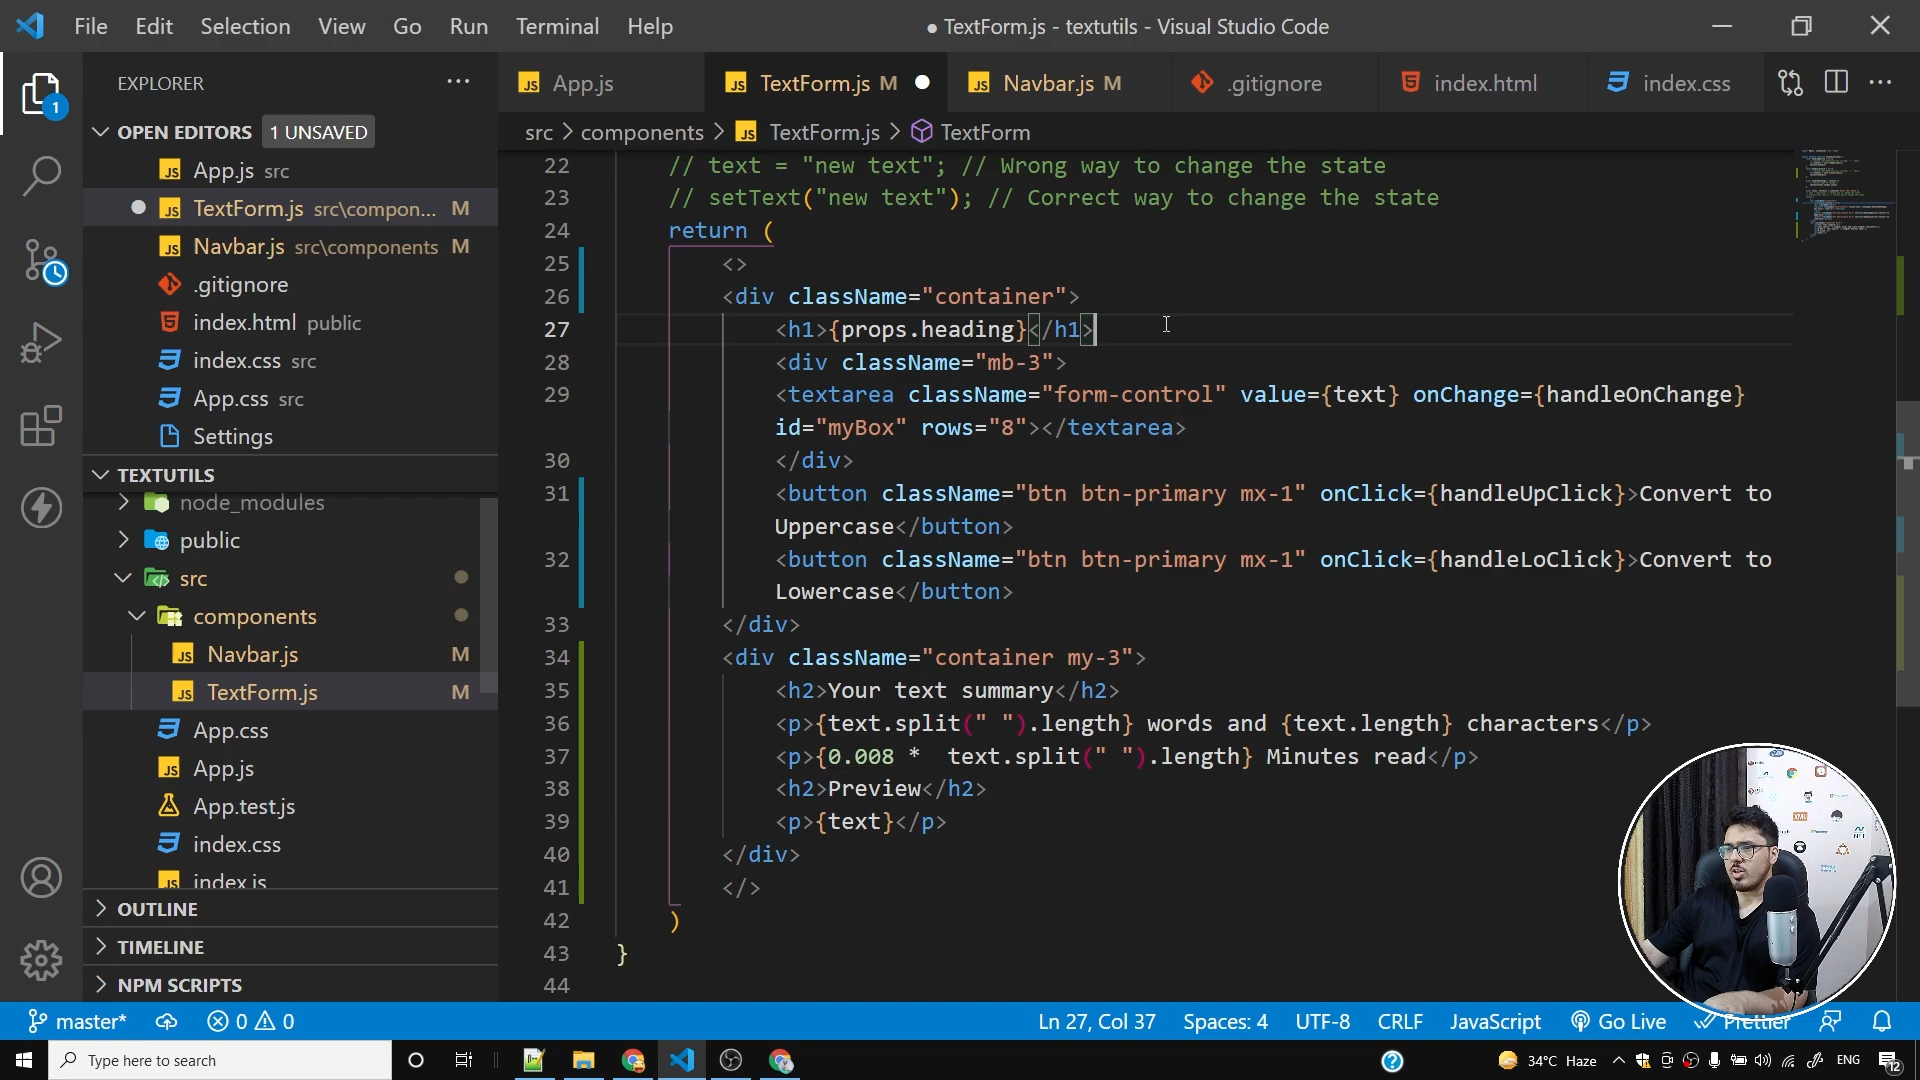 File Edit Selection View Go Run Terminal Help
● TextForm.js - textutils - Visual Studio Code
EXPLORER
OPEN EDITORS 1 UNSAVED
App.js src
TextForm.js src\compon... M
Navbar.js src\components M
.gitignore
index.html public
index.css src
App.css src
Settings
TEXTUTILS
node_modules
public
src
components
Navbar.js M
TextForm.js M
App.css
App.js
App.test.js
index.css
index.js
OUTLINE
TIMELINE
NPM SCRIPTS
App.js TextForm.js M Navbar.js M .gitignore index.html index.css
src > components > TextForm.js > TextForm
22 // text = "new text"; // Wrong way to change the state
23 // setText("new text"); // Correct way to change the state
24 return (
25 <>
26 <div className="container">
27 <h1>{props.heading}</h1>
28 <div className="mb-3">
29 <textarea className="form-control" value={text} onChange={handleOnChange}
id="myBox" rows="8"></textarea>
30 </div>
31 <button className="btn btn-primary mx-1" onClick={handleUpClick}>Convert to
Uppercase</button>
32 <button className="btn btn-primary mx-1" onClick={handleLoClick}>Convert to
Lowercase</button>
33 </div>
34 <div className="container my-3">
35 <h2>Your text summary</h2>
36 <p>{text.split(" ").length} words and {text.length} characters</p>
37 <p>{0.008 *  text.split(" ").length} Minutes read</p>
38 <h2>Preview</h2>
39 <p>{text}</p>
40 </div>
41 </>
42 )
43 }
44
master* 0 0 Ln 27, Col 37 Spaces: 4 UTF-8 CRLF JavaScript Go Live Prettier
Type here to search
34°C Haze ENG 12